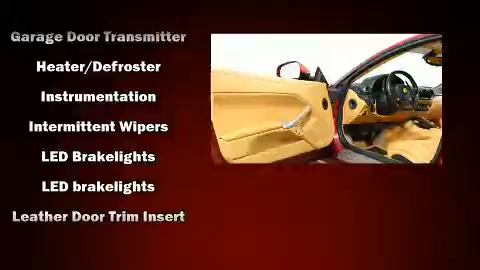 Garage Door Transmitter
Heater/Defroster
Instrumentation
Intermittent Wipers
LED Brakelights
LED brakelights
Leather Door Trim Insert